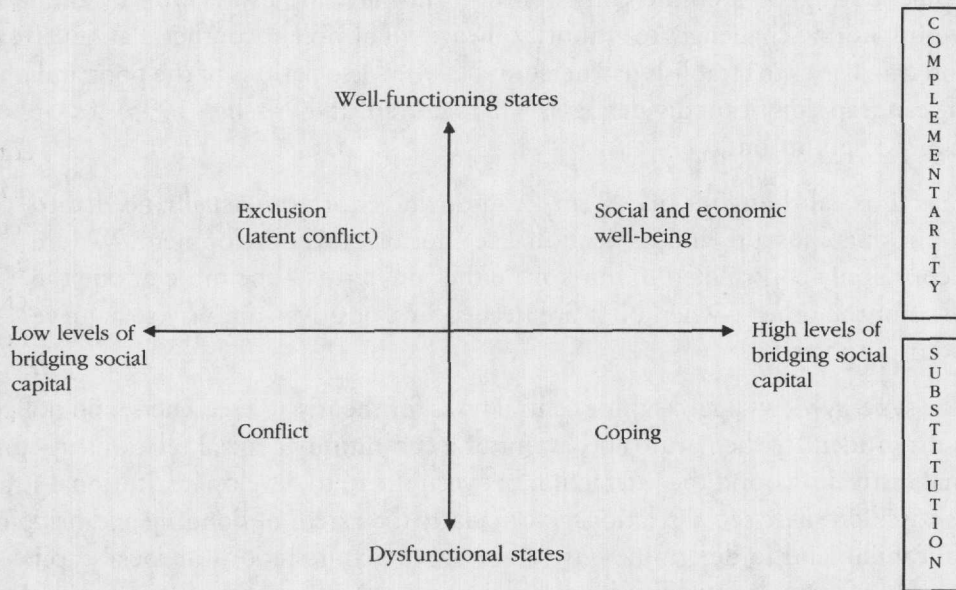 Well-functioning states
Exclusion
(latent conflict)
Social and economic
well-being
Low levels of
bridging social
capital
High levels of
bridging social
capital
Conflict
Coping
Dysfunctional states
COMPLEMENTARITY
SUBSTITUTION